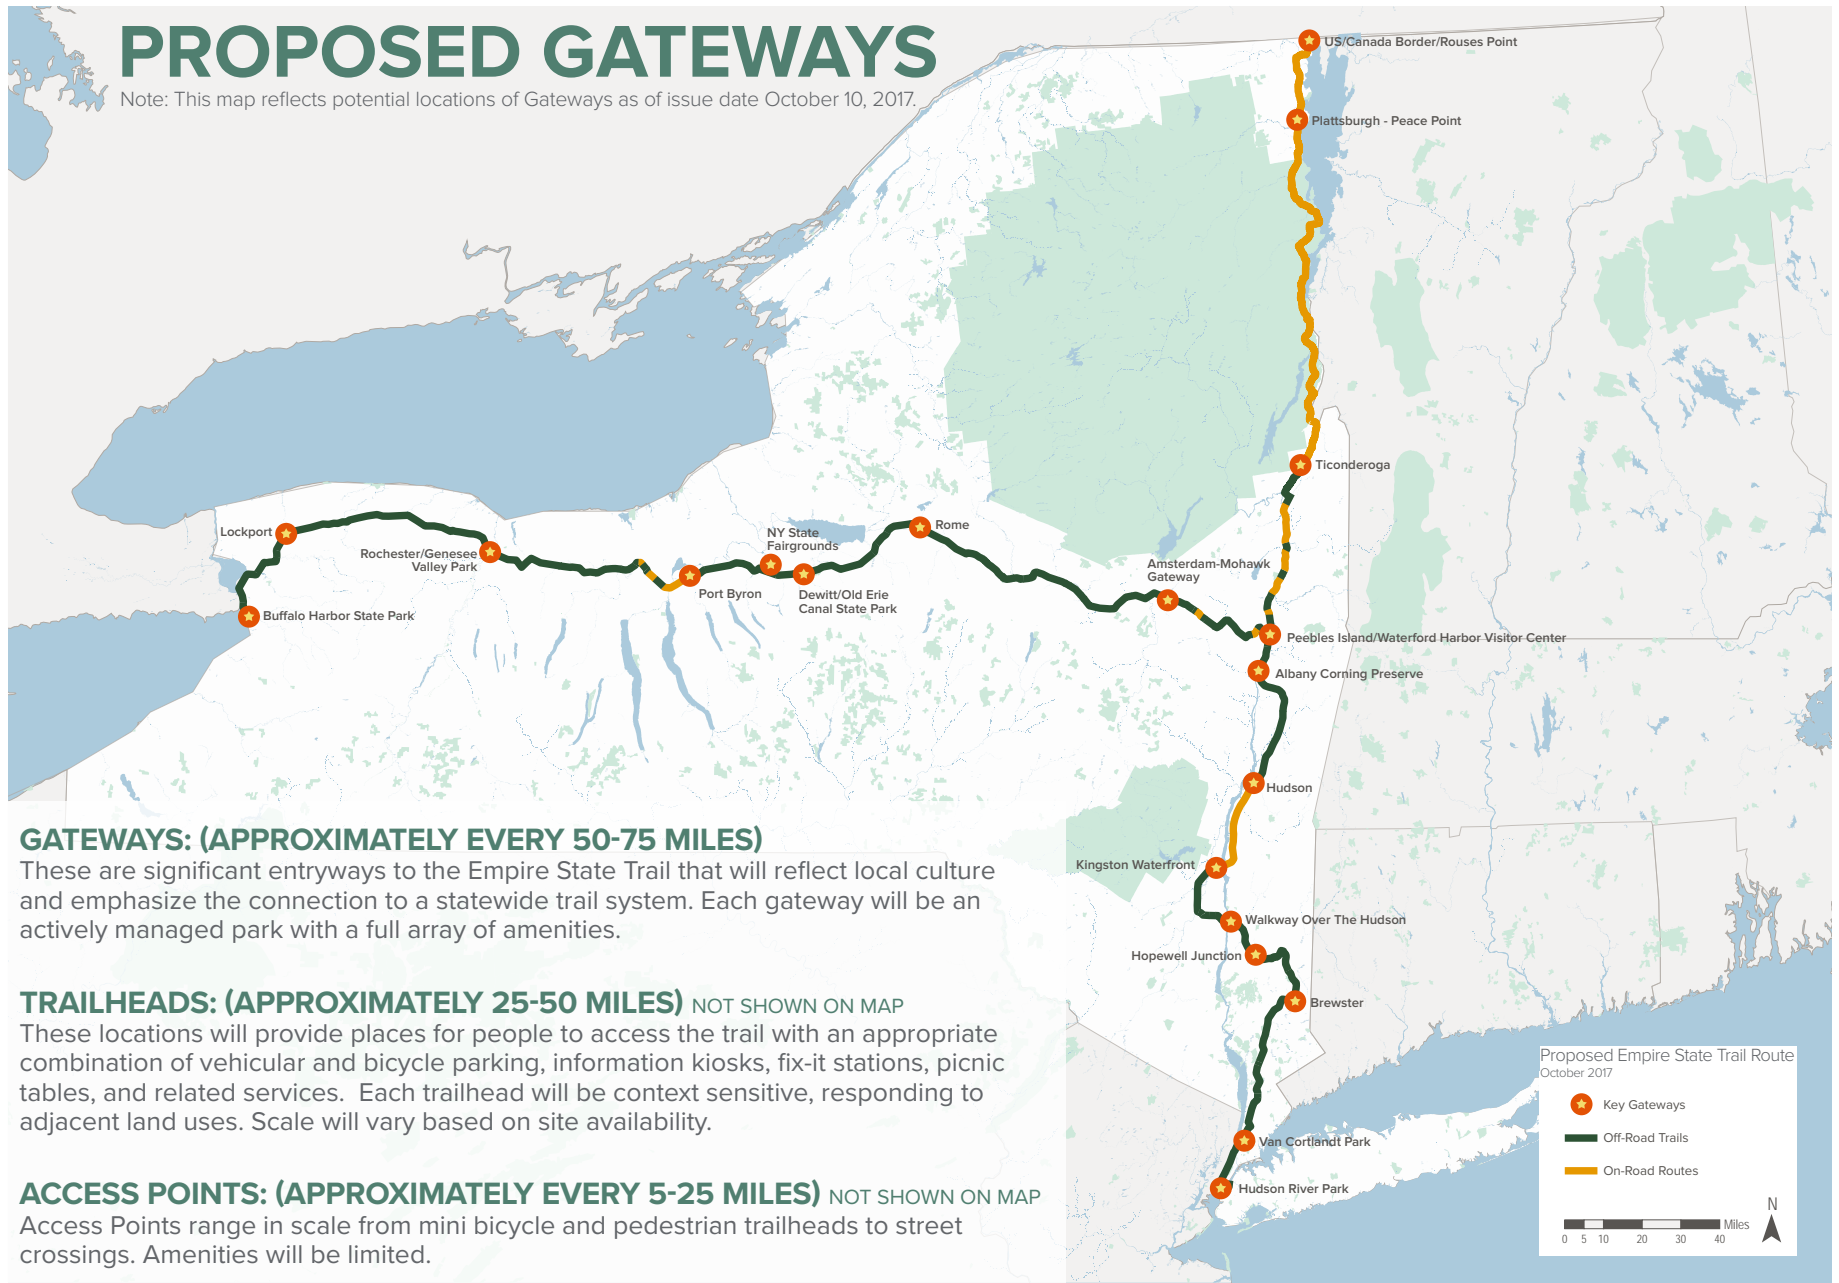 PROPOSED GATEWAYS
Note: This map reflects potential locations of Gateways as of issue date October 10, 2017.
US/Canada Border/Rouses Point
Plattsburgh - Peace Point
Ticonderoga
Lockport
Rochester/Genesee
Valley Park
Buffalo Harbor State Park
Port Byron
NY State
Fairgrounds
Dewitt/Old Erie
Canal State Park
Rome
Amsterdam-Mohawk
Gateway
Peebles Island/Waterford Harbor Visitor Center
Albany Corning Preserve
Hudson
Kingston Waterfront
Walkway Over The Hudson
Hopewell Junction
Brewster
Van Cortlandt Park
Hudson River Park
GATEWAYS: (APPROXIMATELY EVERY 50-75 MILES)
These are significant entryways to the Empire State Trail that will reflect local culture
and emphasize the connection to a statewide trail system. Each gateway will be an
actively managed park with a full array of amenities.
TRAILHEADS: (APPROXIMATELY 25-50 MILES) NOT SHOWN ON MAP
These locations will provide places for people to access the trail with an appropriate
combination of vehicular and bicycle parking, information kiosks, fix-it stations, picnic
tables, and related services.  Each trailhead will be context sensitive, responding to
adjacent land uses. Scale will vary based on site availability.
ACCESS POINTS: (APPROXIMATELY EVERY 5-25 MILES) NOT SHOWN ON MAP
Access Points range in scale from mini bicycle and pedestrian trailheads to street
crossings. Amenities will be limited.
Proposed Empire State Trail Route
October 2017
Key Gateways
Off-Road Trails
On-Road Routes
N
Miles
0 5 10 20 30 40